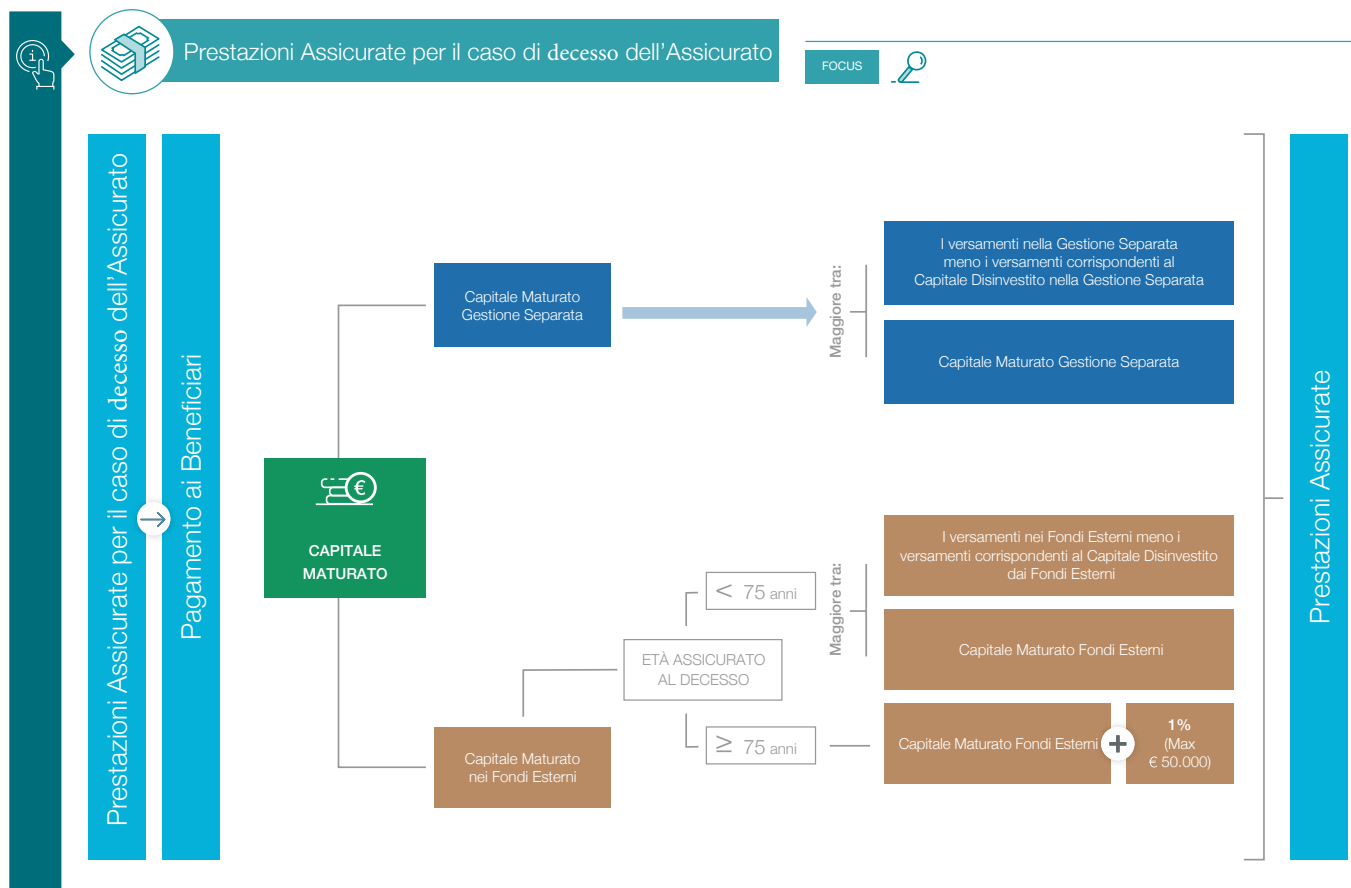 Prestazioni Assicurate per il caso di decesso dell’Assicurato
FOCUS
Prestazioni Assicurate per il caso di decesso dell’Assicurato
Pagamento ai Beneficiari
CAPITALE
MATURATO
Capitale Maturato
Gestione Separata
Maggiore tra:
I versamenti nella Gestione Separata
meno i versamenti corrispondenti al
Capitale Disinvestito nella Gestione Separata
Capitale Maturato Gestione Separata
Capitale Maturato
nei Fondi Esterni
ETÀ ASSICURATO
AL DECESSO
< 75 anni
Maggiore tra:
I versamenti nei Fondi Esterni meno i
versamenti corrispondenti al Capitale Disinvestito
dai Fondi Esterni
Capitale Maturato Fondi Esterni
≥ 75 anni
Capitale Maturato Fondi Esterni
+
1%
(Max
€ 50.000)
Prestazioni Assicurate